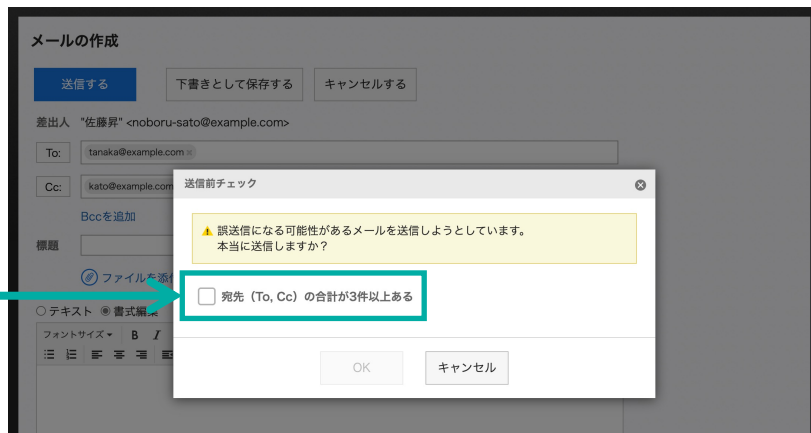 メールの作成
送信する 下書きとして保存する キャンセルする
差出人 "佐藤昇" <noboru-sato@example.com>
To: tanaka@example.com ×
Cc: kato@example.com
Bccを追加
標題
ファイルを添
テキスト 書式編集
フォントサイズ B I
送信前チェック
誤送信になる可能性があるメールを送信しようとしています。
本当に送信しますか？
宛先（To, Cc）の合計が3件以上ある
OK キャンセル